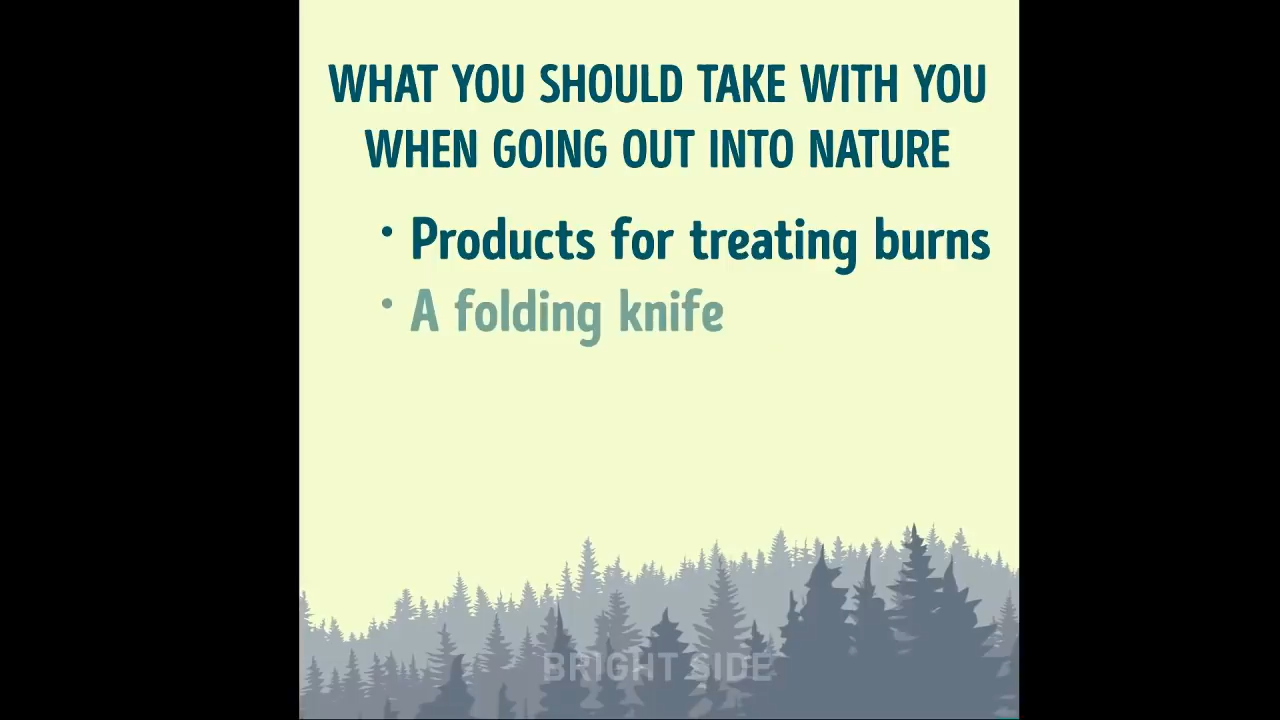 WHAT YOU SHOULD TAKE WITH YOU
WHEN GOING OUT INTO NATURE
• Products for treating burns
• A folding knife
BRIGHT SIDE